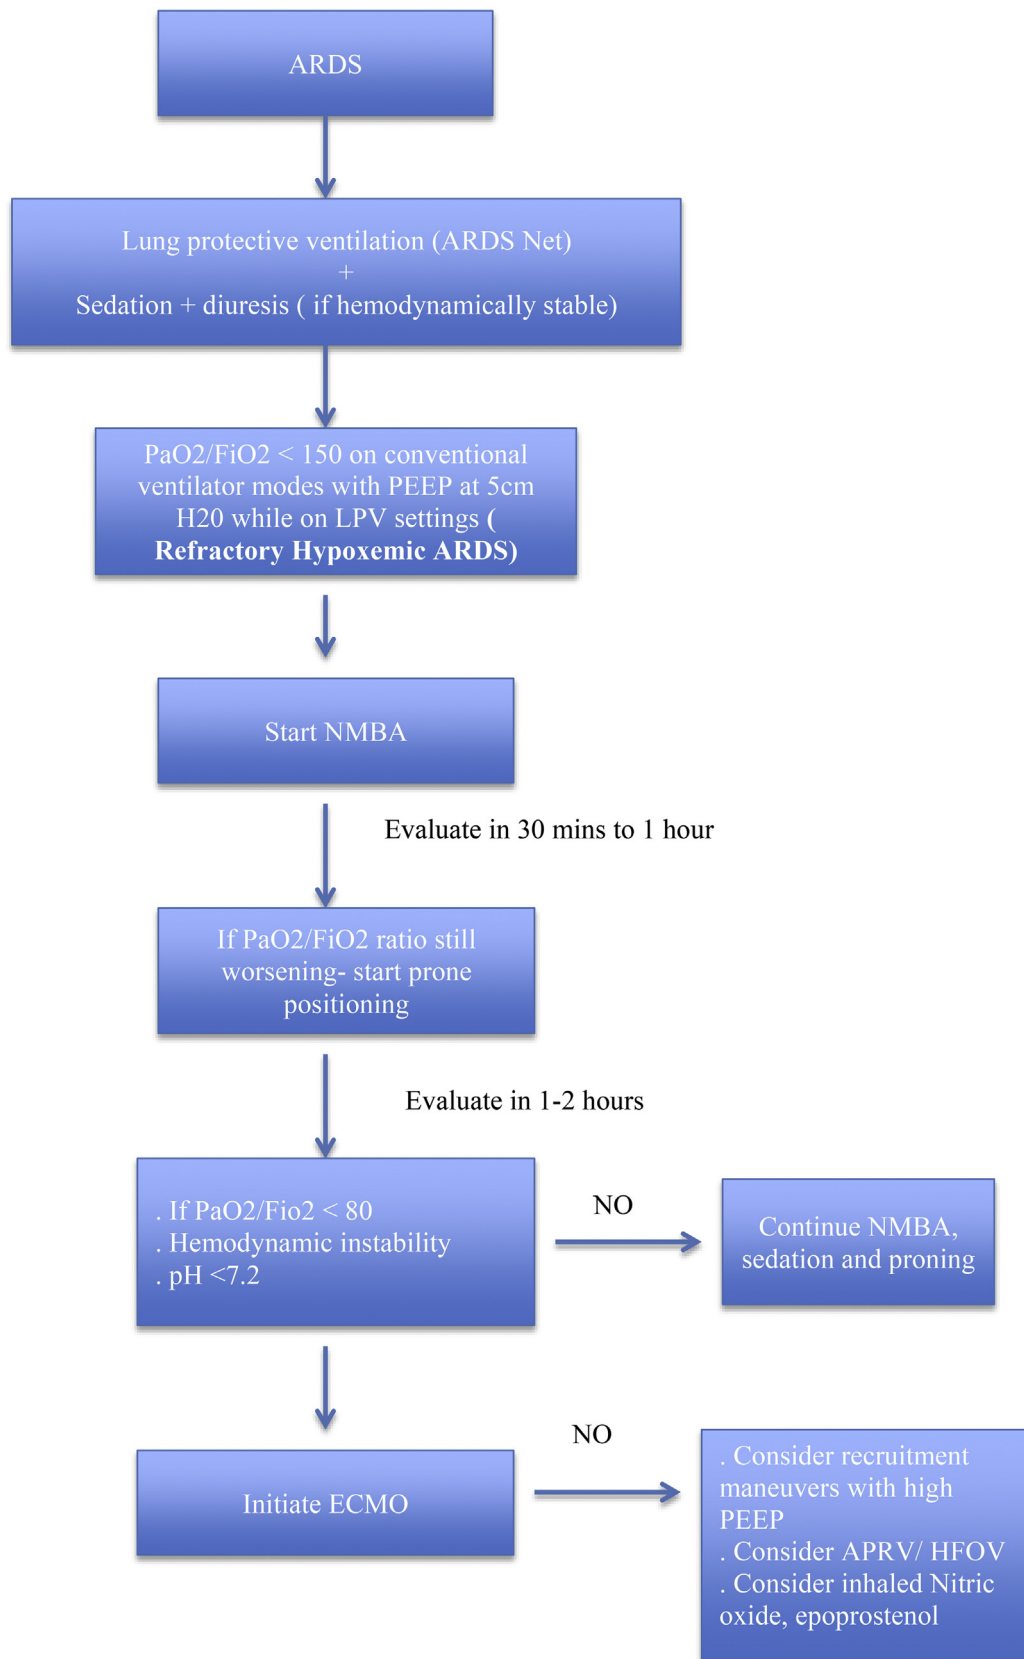 ARDS
Lung protective ventilation (ARDS Net)
+
Sedation + diuresis ( if hemodynamically stable)
PaO2/FiO2 < 150 on conventional
ventilator modes with PEEP at 5cm
H20 while on LPV settings (
Refractory Hypoxemic ARDS)
Start NMBA
Evaluate in 30 mins to 1 hour
If PaO2/FiO2 ratio still
worsening- start prone
positioning
Evaluate in 1-2 hours
. If PaO2/Fio2 < 80
. Hemodynamic instability
. pH <7.2
NO
Continue NMBA,
sedation and proning
Initiate ECMO
NO
. Consider recruitment
maneuvers with high
PEEP
. Consider APRV/ HFOV
. Consider inhaled Nitric
oxide, epoprostenol